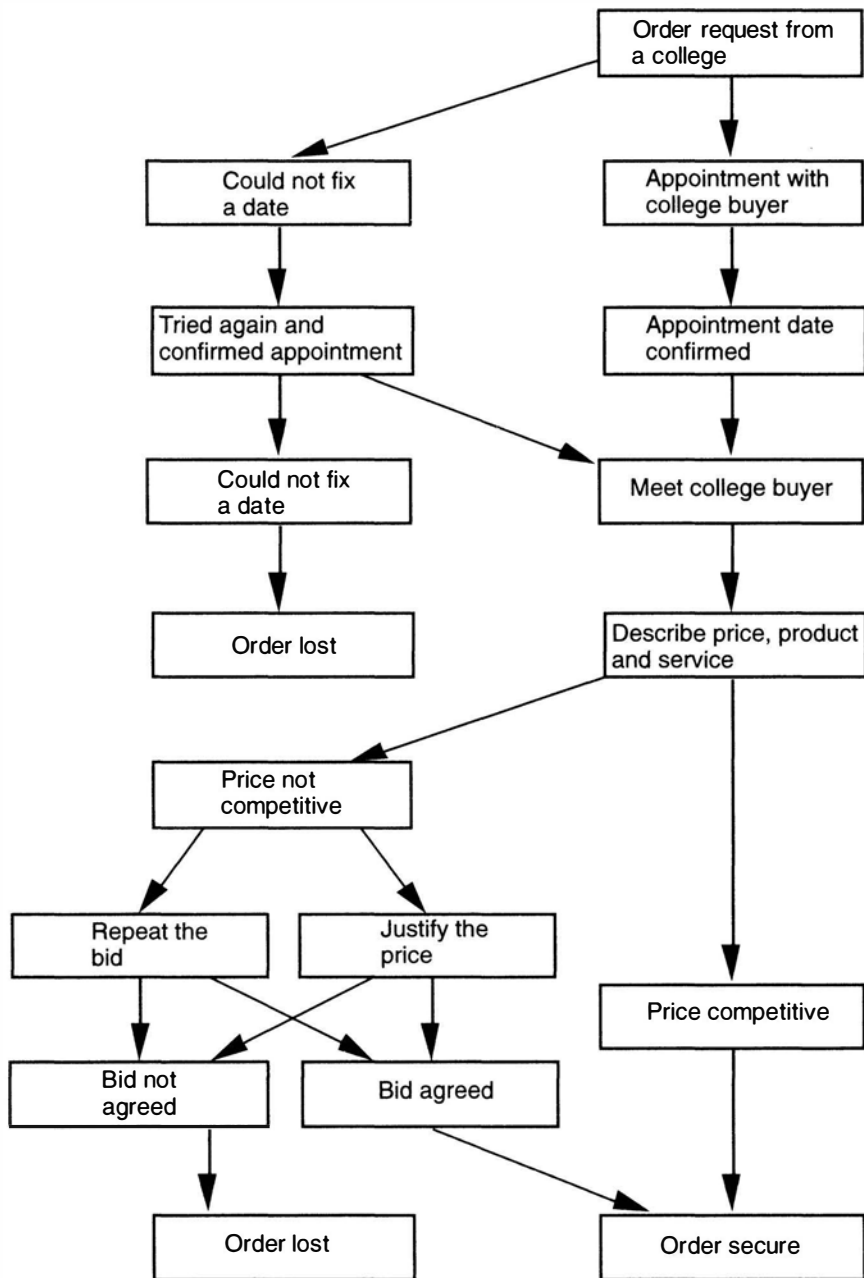 Order request from
a college
Could not fix
a date
Appointment with
college buyer
Tried again and
confirmed appointment
Appointment date
confirmed
Could not fix
a date
Meet college buyer
Order lost
Describe price, product
and service
Price not
competitive
Repeat the
bid
Justify the
price
Price competitive
Bid not
agreed
Bid agreed
Order lost
Order secure